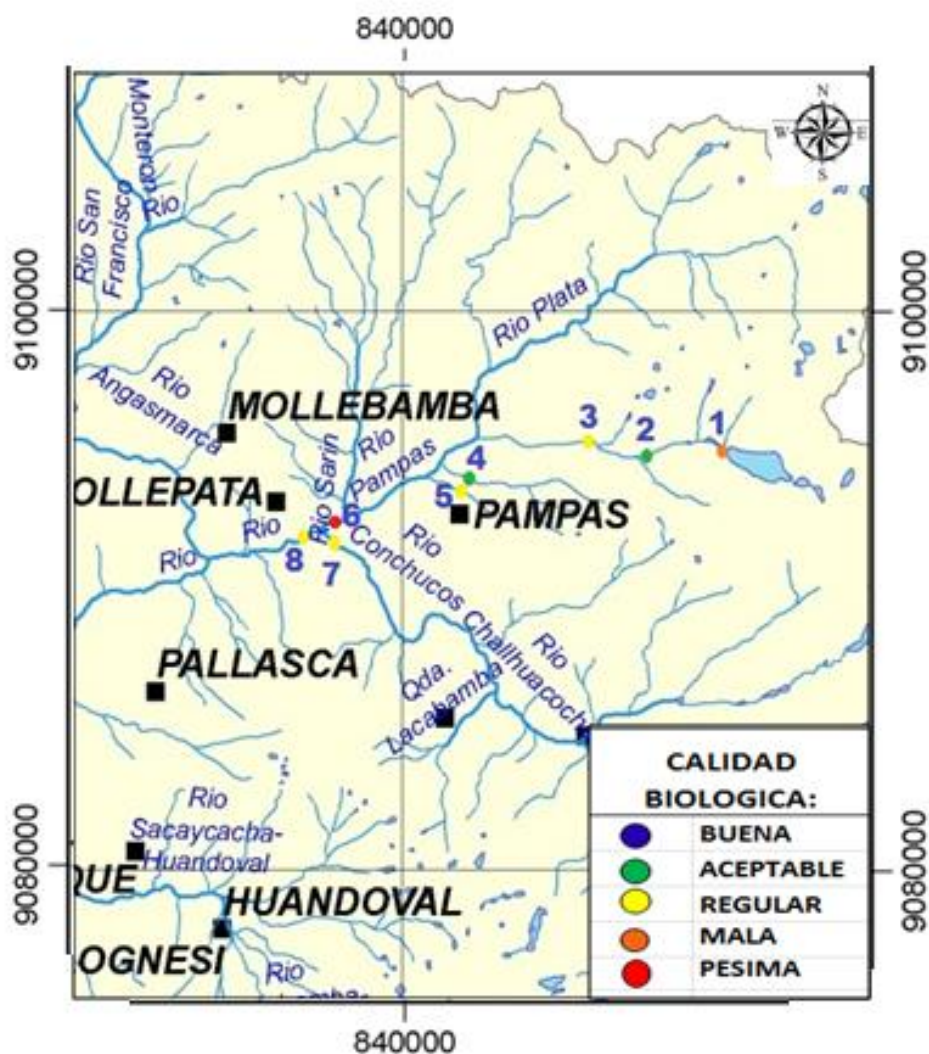 840000
N
W
E
S
Monteron
Rio San
Francisco
Rio
9100000
9100000
Rio Plata
Rio
Angasmarca
MOLLEBAMBA
3
2
1
Rio Sarin
Rio
Pampas
4
OLLEPATA
5
PAMPAS
6
Rio
Rio
8
7
Rio
Conchucos
Challhuacoch
Rio
PALLASCA
Qda.
Lacabamba
CALIDAD
BIOLOGICA:
BUENA
ACEPTABLE
REGULAR
MALA
PESIMA
Rio
Sacaycacha-
Huandoval
9080000
9080000
QUE
HUANDOVAL
OGNESI
Rio
840000